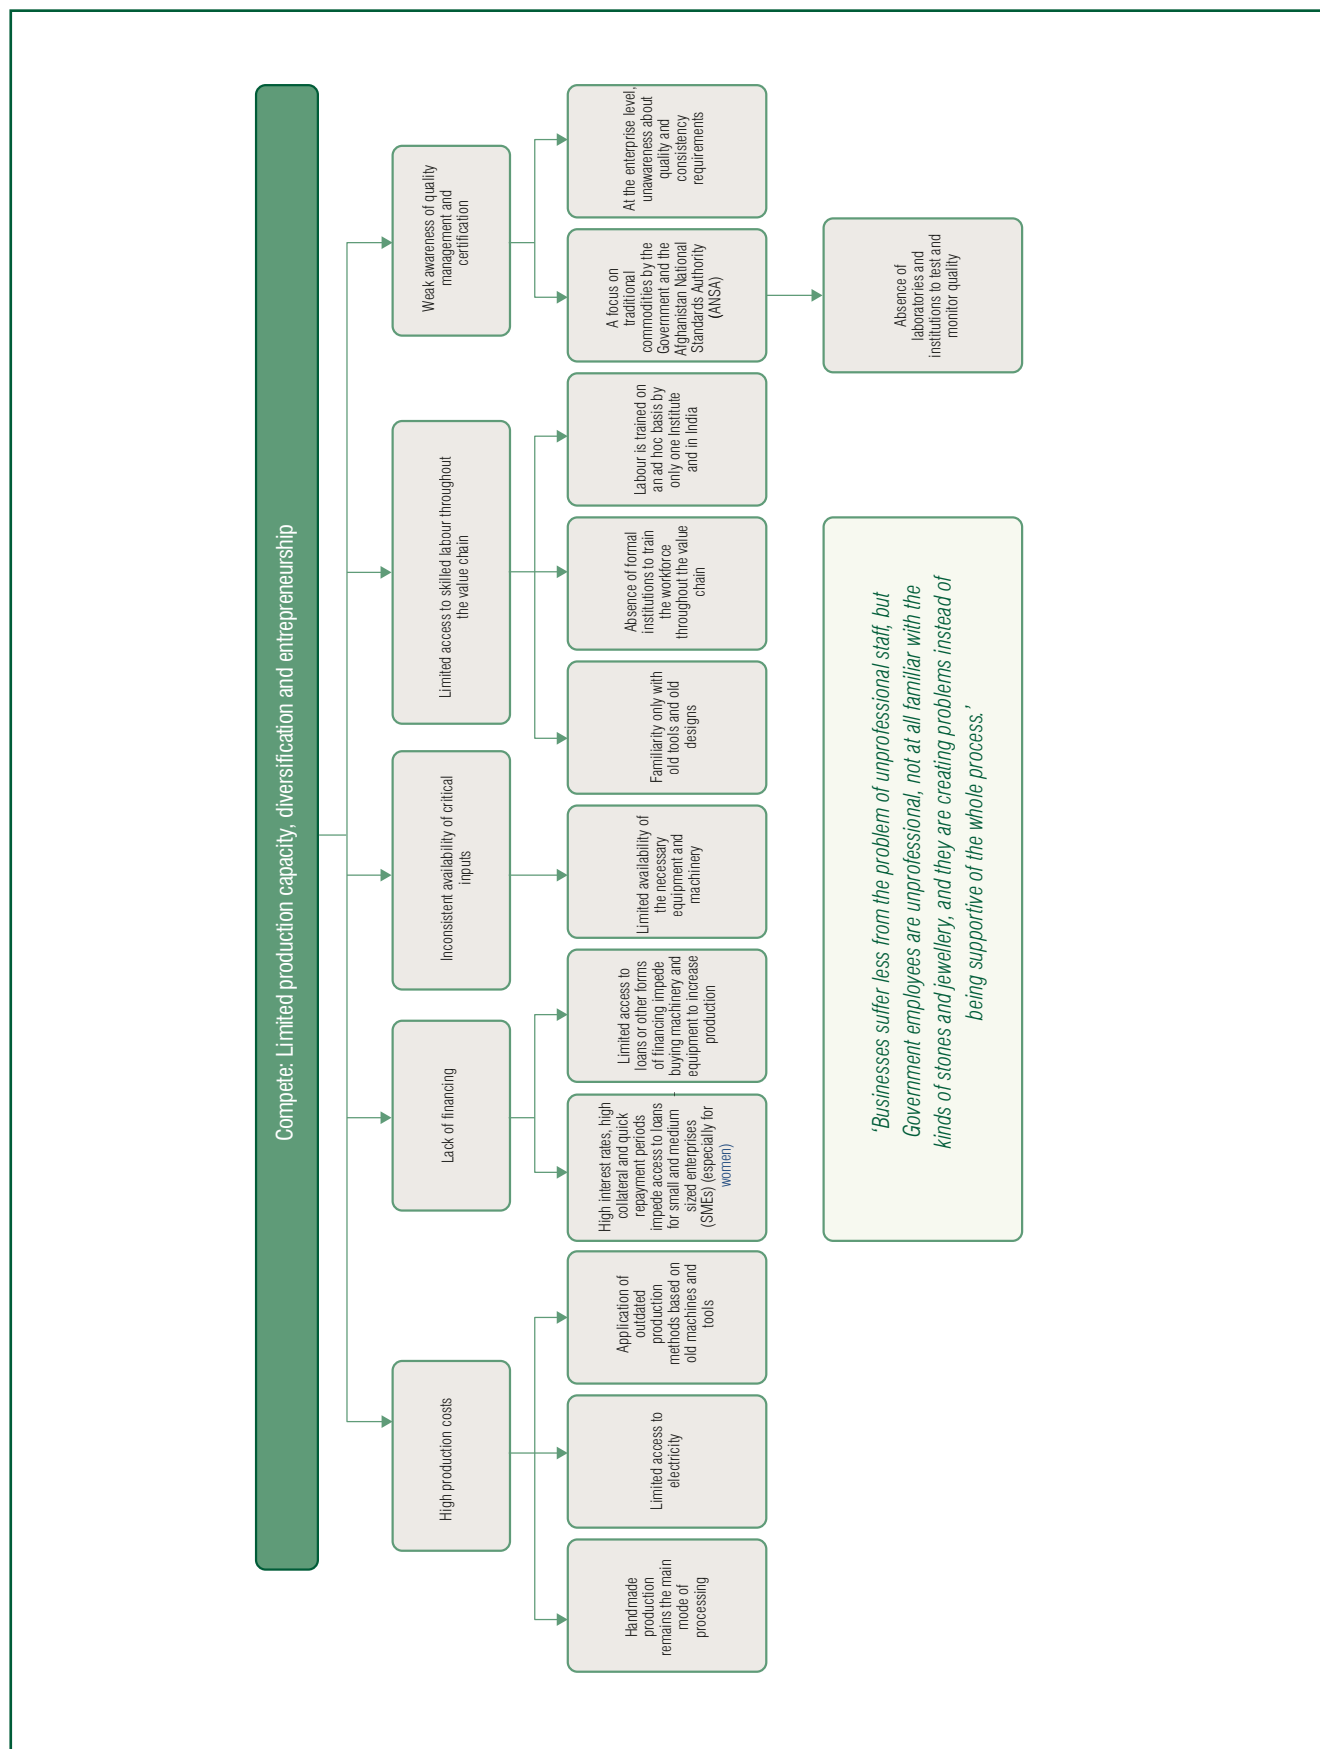 Compete: Limited production capacity, diversification and entrepreneurship
High production costs
Lack of financing
Inconsistent availability of critical
inputs
Limited access to skilled labour throughout
the value chain
Weak awareness of quality
management and
certification
Handmade
production
remains the main
mode of
processing
Limited access to
electricity
Application of
outdated
production
methods based on
old machines and
tools
High interest rates, high
collateral and quick
repayment periods
impede access to loans
for small and medium -
sized enterprises
(SMEs) (especially for
women)
Limited access to
loans or other forms
of financing impede
buying machinery and
equipment to increase
production
Limited availability of
the necessary
equipment and
machinery
Familiarity only with
old tools and old
designs
Absence of formal
institutions to train
the workforce
throughout the value
chain
Labour is trained on
an ad hoc basis by
only one Institute
and in India
A focus on
traditional
commodities by the
Government and the
Afghanistan National
Standards Authority
(ANSA)
At the enterprise level,
unawareness about
quality and
consistency
requirements
Absence of
laboratories and
institutions to test and
monitor quality
‘Businesses suffer less from the problem of unprofessional staff, but
Government employees are unprofessional, not at all familiar with the
kinds of stones and jewellery, and they are creating problems instead of
being supportive of the whole process.’